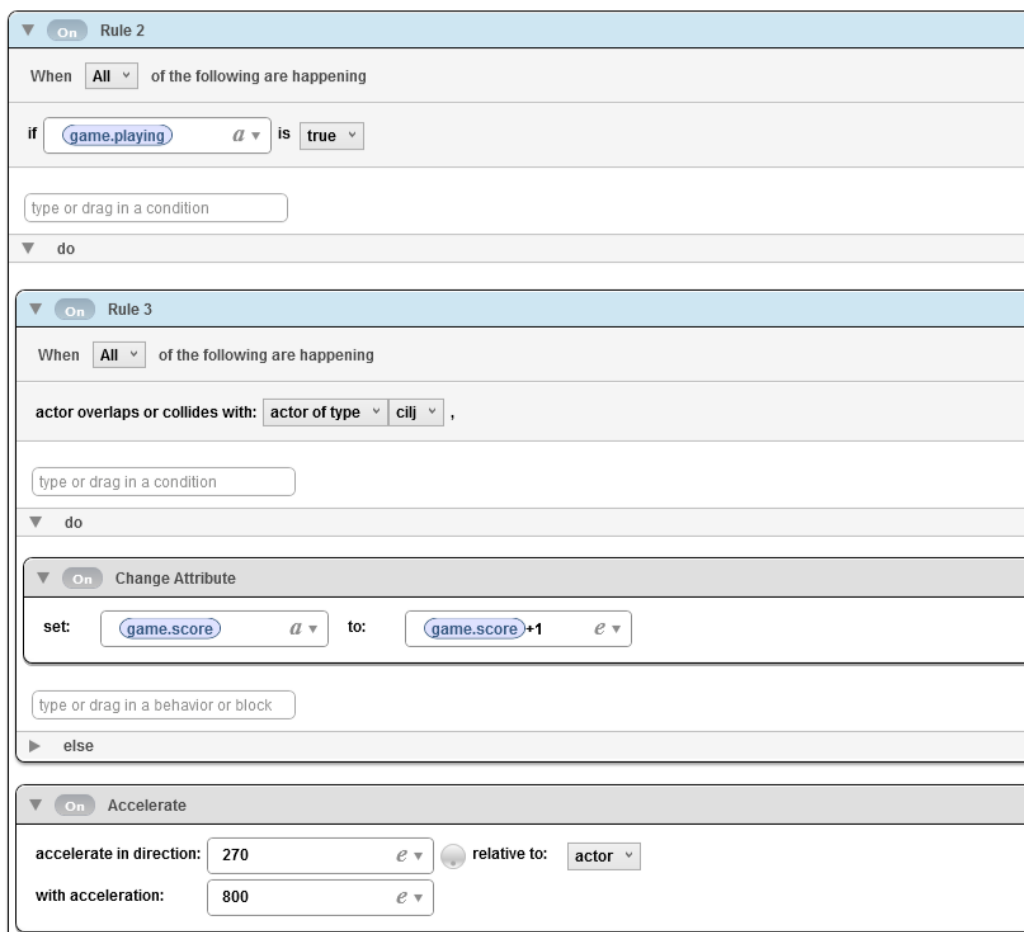 On Rule 2
When All of the following are happening
if game.playing a is true
type or drag in a condition
do
On Rule 3
When All of the following are happening
actor overlaps or collides with: actor of type cilj ,
type or drag in a condition
do
On Change Attribute
set: game.score a to: game.score+1 e
type or drag in a behavior or block
else
On Accelerate
accelerate in direction: 270 e relative to: actor
with acceleration: 800 e